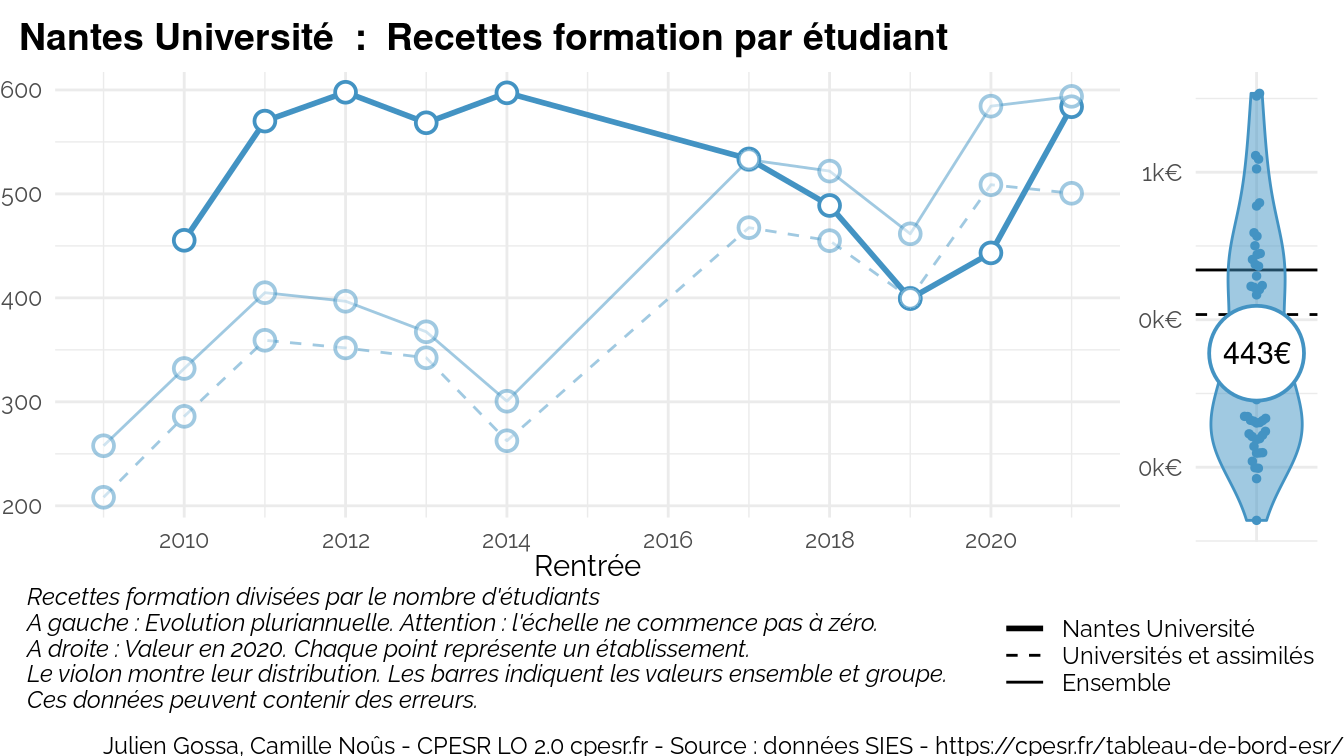 Nantes Université : Recettes formation par étudiant
600
500
400
300
200
2010 2012 2014 2016 2018 2020
Rentrée
1k€
0k€
0k€
443€
Recettes formation divisées par le nombre d'étudiants
A gauche : Evolution pluriannuelle. Attention : l'échelle ne commence pas à zéro.
A droite : Valeur en 2020. Chaque point représente un établissement.
Le violon montre leur distribution. Les barres indiquent les valeurs ensemble et groupe.
Ces données peuvent contenir des erreurs.
Nantes Université
Universités et assimilés
Ensemble
Julien Gossa, Camille Noûs - CPESR LO 2.0 cpesr.fr - Source : données SIES - https://cpesr.fr/tableau-de-bord-esr/